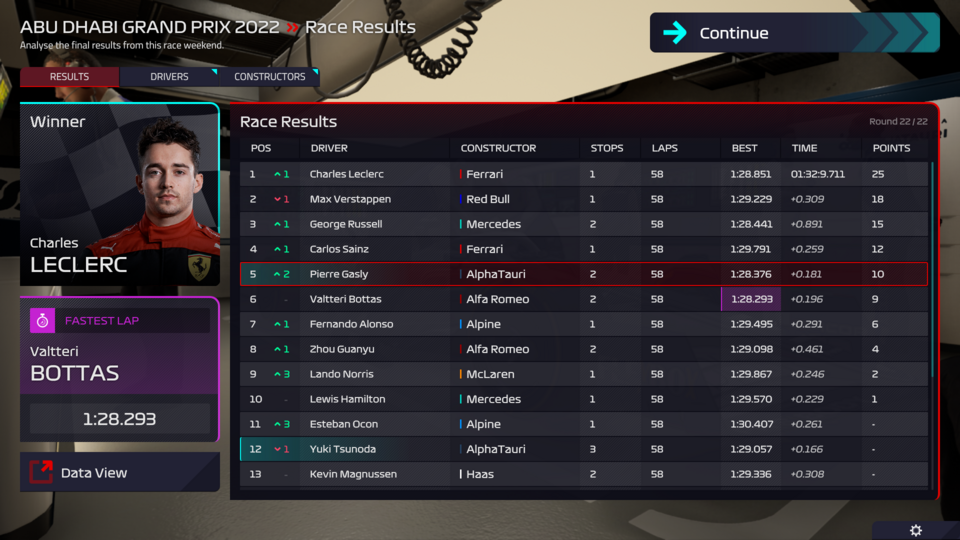 ABU DHABI GRAND PRIX 2022 » Race Results
Analyse the final results from this race weekend.
Continue
RESULTS DRIVERS CONSTRUCTORS
Winner
Charles
LECLERC
FASTEST LAP
Valtteri
BOTTAS
1:28.293
Data View
Race Results
Round 22 / 22
POS DRIVER CONSTRUCTOR STOPS LAPS BEST TIME POINTS
1 1 Charles Leclerc Ferrari 1 58 1:28.851 01:32:9.711 25
2 1 Max Verstappen Red Bull 1 58 1:29.229 +0.309 18
3 1 George Russell Mercedes 2 58 1:28.441 +0.891 15
4 1 Carlos Sainz Ferrari 1 58 1:29.791 +0.259 12
5 2 Pierre Gasly AlphaTauri 2 58 1:28.376 +0.181 10
6 - Valtteri Bottas Alfa Romeo 2 58 1:28.293 +0.196 9
7 1 Fernando Alonso Alpine 1 58 1:29.495 +0.291 6
8 1 Zhou Guanyu Alfa Romeo 2 58 1:29.098 +0.461 4
9 3 Lando Norris McLaren 1 58 1:29.867 +0.246 2
10 - Lewis Hamilton Mercedes 1 58 1:29.570 +0.229 1
11 3 Esteban Ocon Alpine 1 58 1:30.407 +0.261 -
12 1 Yuki Tsunoda AlphaTauri 3 58 1:29.057 +0.166 -
13 - Kevin Magnussen Haas 2 58 1:29.336 +0.308 -